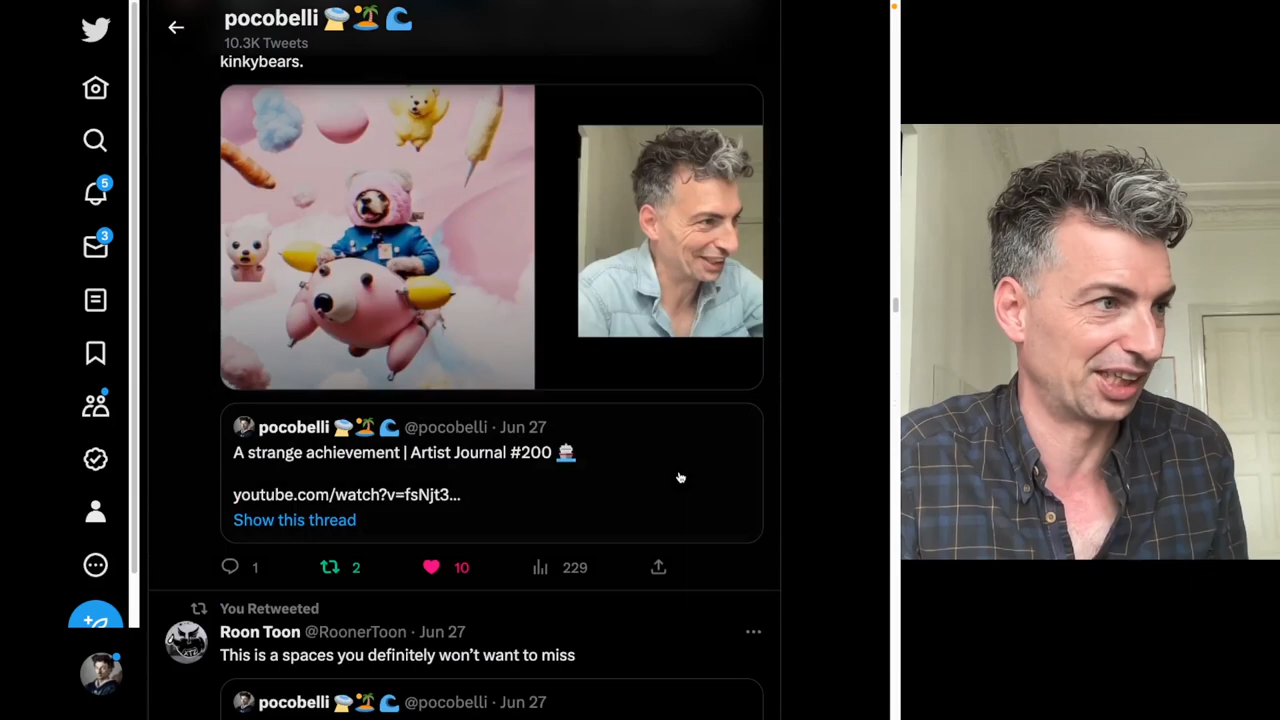 pocobelli
10.3K Tweets
kinkybears.
5
3
pocobelli @pocobelli · Jun 27
A strange achievement | Artist Journal #200
youtube.com/watch?v=fsNjt3...
Show this thread
1 2 10 229
You Retweeted
Roon Toon @RoonerToon · Jun 27
This is a spaces you definitely won't want to miss
pocobelli @pocobelli · Jun 27